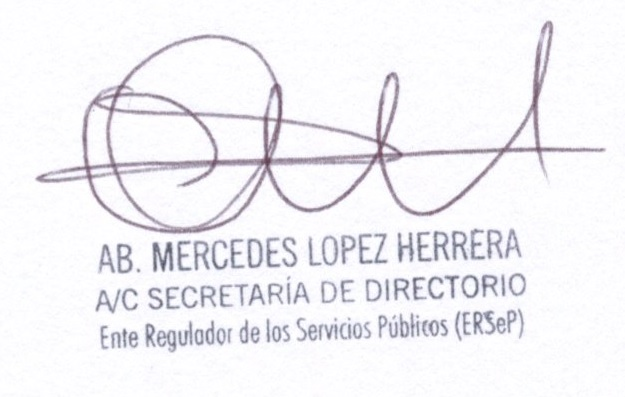 AB. MERCEDES LOPEZ HERRERA
A/C SECRETARÍA DE DIRECTORIO
Ente Regulador de los Servicios Públicos (ERSeP)